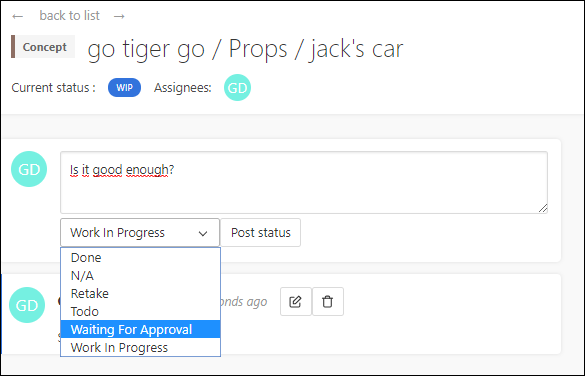 ← → back to list →
Concept go tiger go / Props / jack's car
Current status : WIP Assignees: GD
GD Is it good enough?
Work In Progress Post status
Done
N/A
Retake
GD onds ago
Todo
Waiting For Approval
Work In Progress